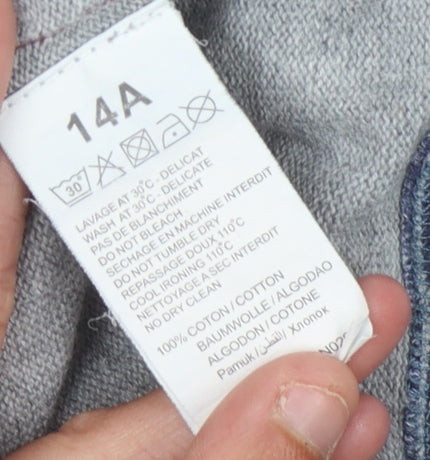 14A
30°
LAVAGE AT 30°C - DELICAT
WASH AT 30°C - DELICATE
PAS DE BLANCHIMENT
DO NOT BLEACH
SECHAGE EN MACHINE INTERDIT
DO NOT TUMBLE DRY
REPASSAGE DOUX 110°C
COOL IRONING 110°C
NETTOYAGE A SEC INTERDIT
NO DRY CLEAN
100% COTON / COTTON
BAUMWOLLE / ALGODAO
ALGODON / COTONE
Pamuk / القطن / Хлопок